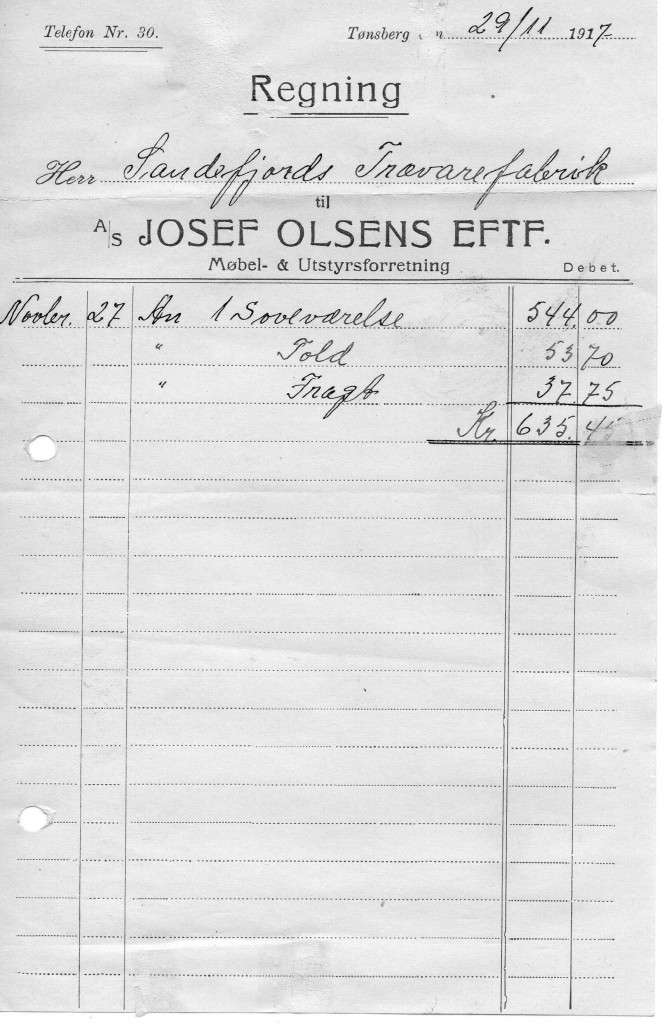 Telefon Nr. 30.
Tønsberg den 29/11 1917
Regning
Herr Sandefjords Trævarefabrik
til
A/S JOSEF OLSENS EFTF.
Møbel- & Utstyrsforretning
Debet.
Novbr. 27 An 1 Soveværelse 544.00
" Told 53 70
" Fragt 37.75
Kr. 635.45